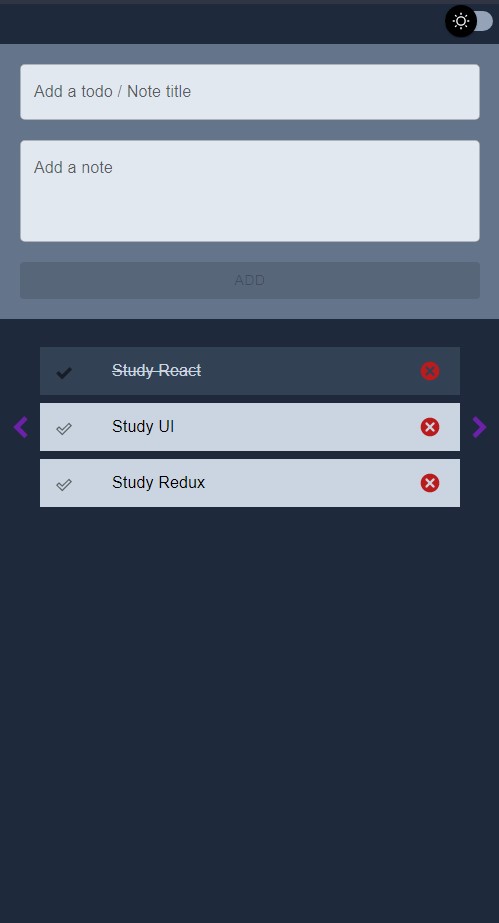 Add a todo / Note title
Add a note
ADD
Study React
Study UI
Study Redux